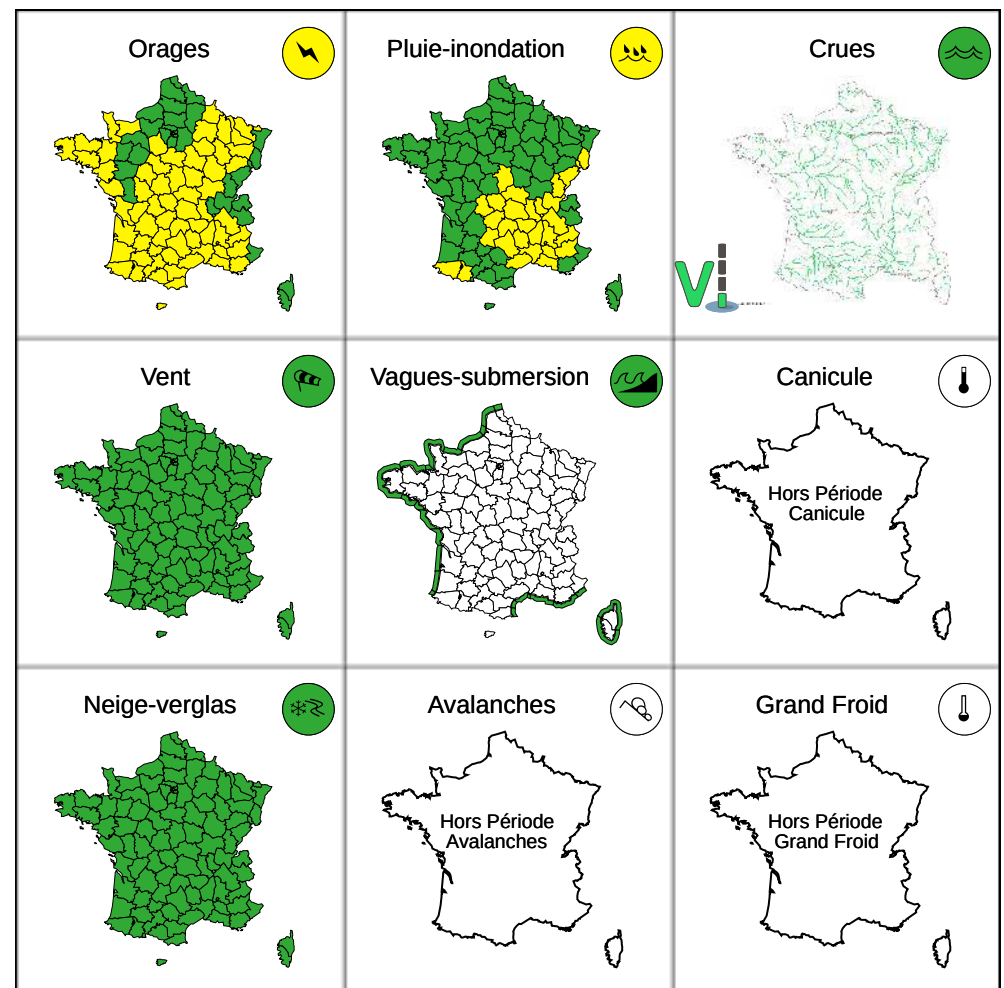 Orages
Pluie-inondation
Crues
Vi
Vent
Vagues-submersion
Canicule
Hors Période
Canicule
Neige-verglas
Avalanches
Grand Froid
Hors Période
Avalanches
Hors Période
Grand Froid